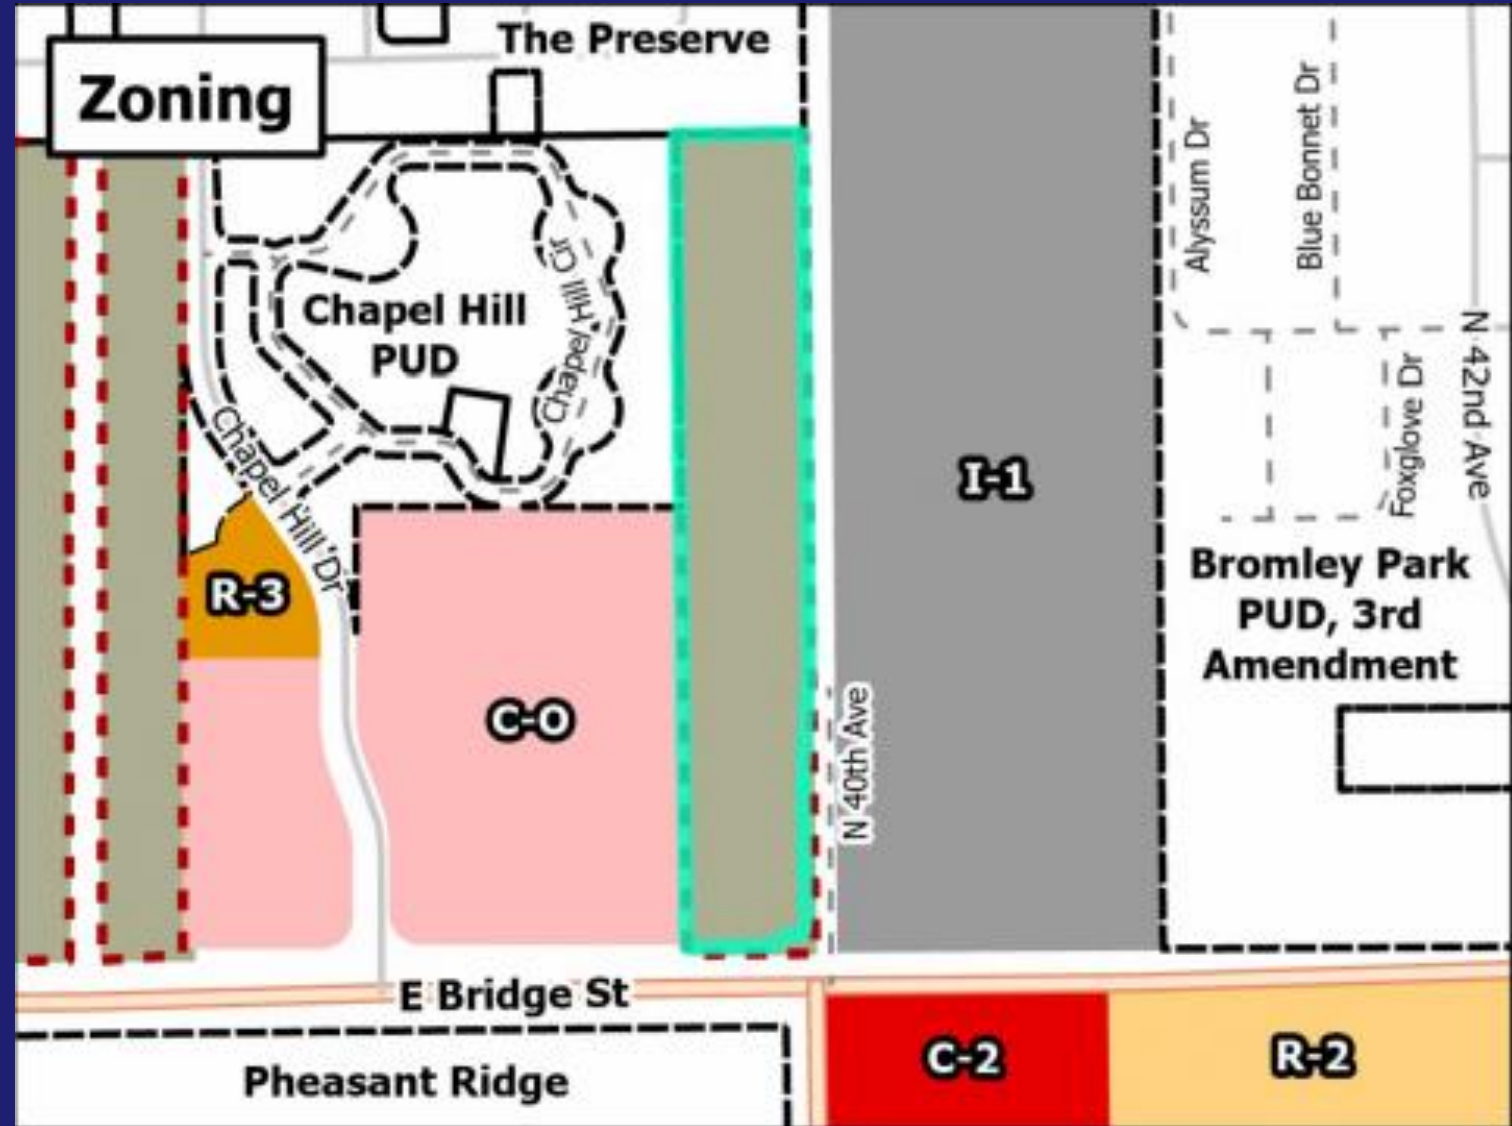 The Preserve
Zoning
Alyssum Dr
Blue Bonnet Dr
Chapel Hill Cir
Chapel Hill
PUD
Chapel Hill Dr
N 42nd Ave
Foxglove Dr
I-1
R-3
Bromley Park
PUD, 3rd
Amendment
C-O
N 40th Ave
E Bridge St
C-2
R-2
Pheasant Ridge